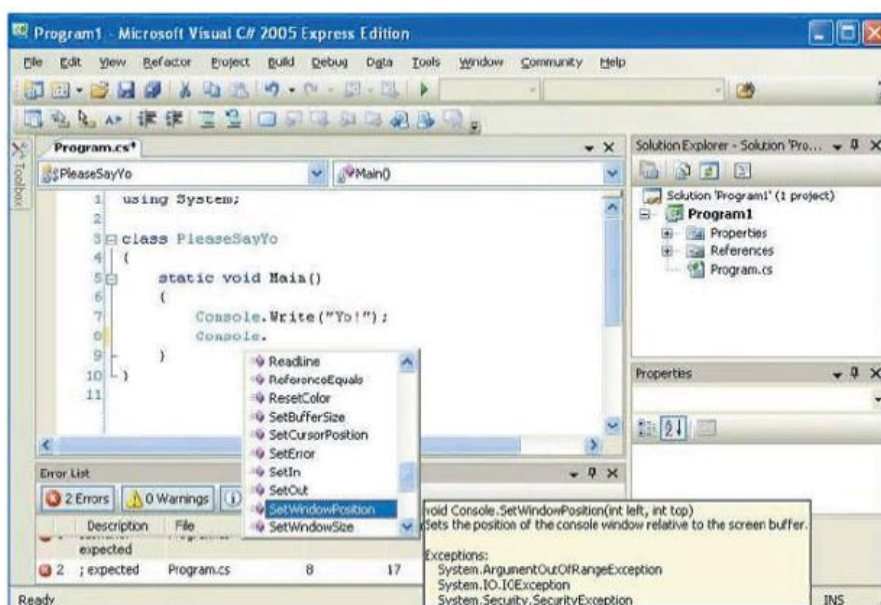 Program1 - Microsoft Visual C# 2005 Express Edition
File Edit View Refactor Project Build Debug Data Tools Window Community Help
Toolbox
Program.cs*
PleaseSayYo
Main()
1 using System;
2
3 class PleaseSayYo
4 {
5 static void Main()
6 {
7 Console.Write("Yo!");
8 Console.
9 }
10 }
11
ReadLine
ReferenceEquals
ResetColor
SetBufferSize
SetCursorPosition
SetError
SetIn
SetOut
SetWindowPosition
SetWindowSize
void Console.SetWindowPosition(int left, int top)
Sets the position of the console window relative to the screen buffer.
Exceptions:
System.ArgumentOutOfRangeException
System.IO.IOException
System.Security.SecurityException
Solution Explorer - Solution 'Pro...
Solution 'Program1' (1 project)
Program1
Properties
References
Program.cs
Properties
Error List
2 Errors 0 Warnings
Description File
expected
2 ; expected Program.cs 8 17
Ready INS